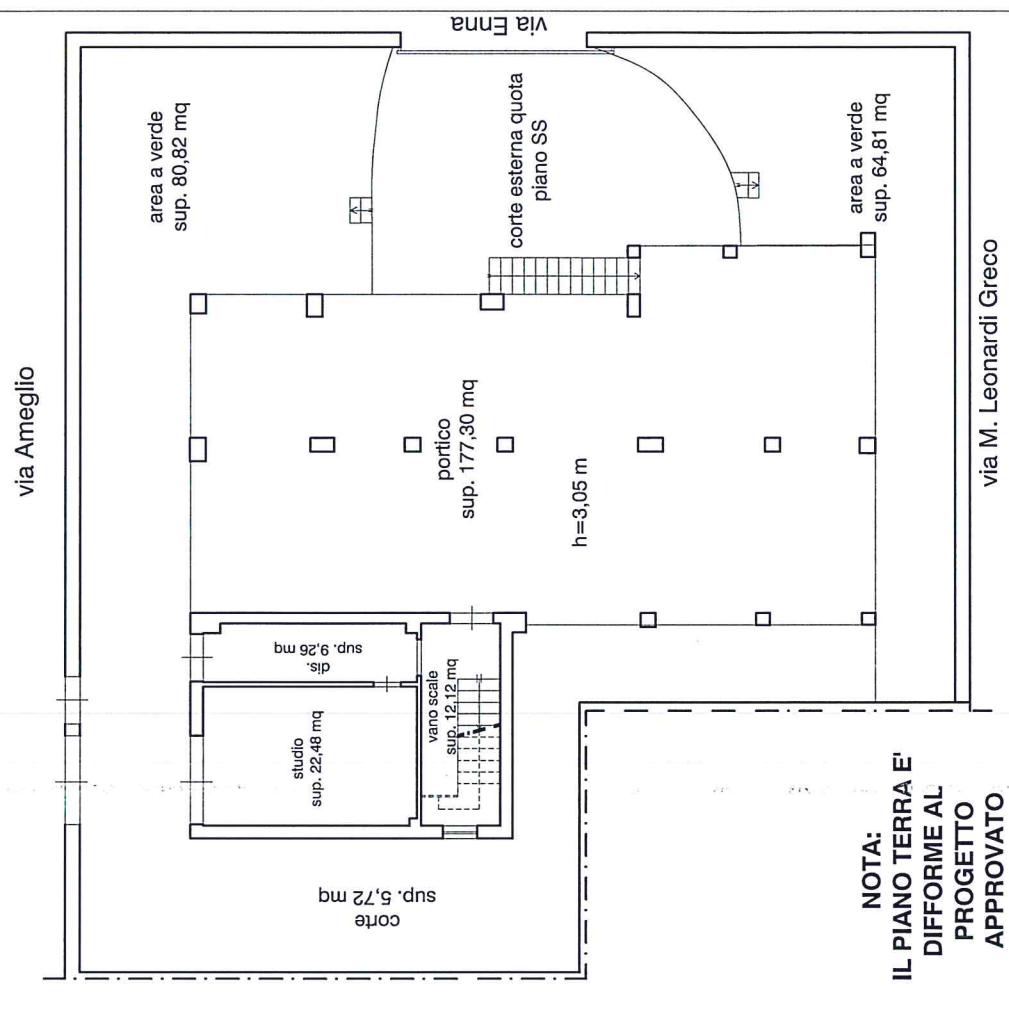 via Enna
via Ameglio
area a verde
sup. 80,82 mq
corte esterna quota
piano SS
area a verde
sup. 64,81 mq
portico
sup. 177,30 mq
h=3,05 m
via M. Leonardi Greco
dis.
sup. 9,26 mq
studio
sup. 22,48 mq
vano scale
sup. 12,12 mq
corte
sup. 5,72 mq
NOTA:
IL PIANO TERRA E'
DIFFORME AL
PROGETTO
APPROVATO